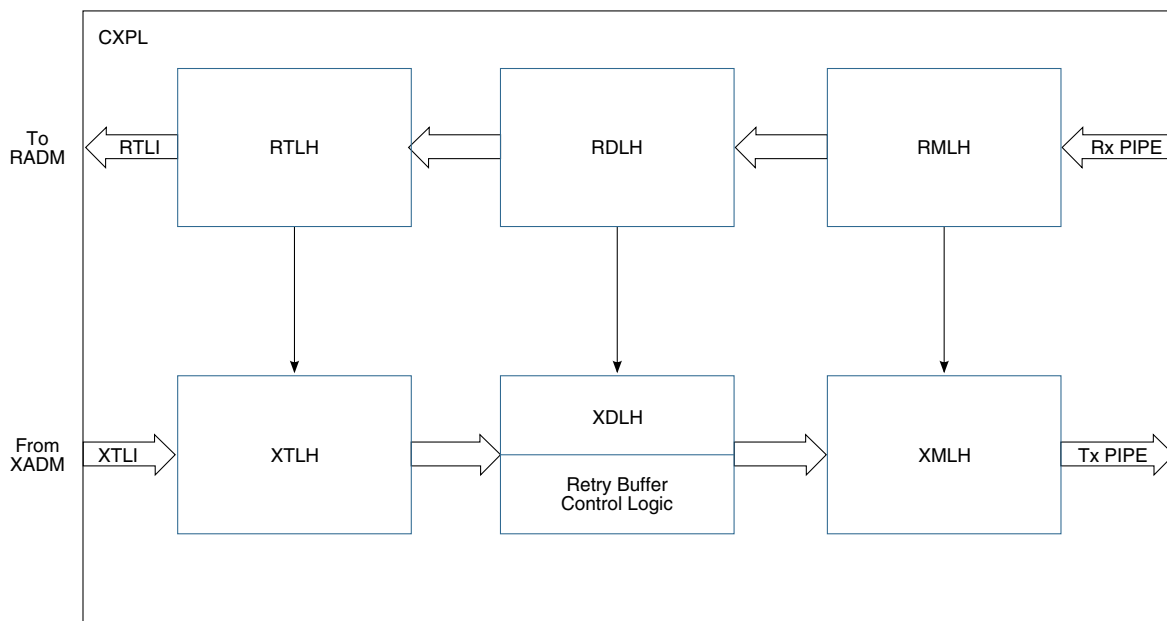 CXPL
To
RADM
RTLI
RTLH
RDLH
RMLH
Rx PIPE
From
XADM
XTLI
XTLH
XDLH
Retry Buffer
Control Logic
XMLH
Tx PIPE